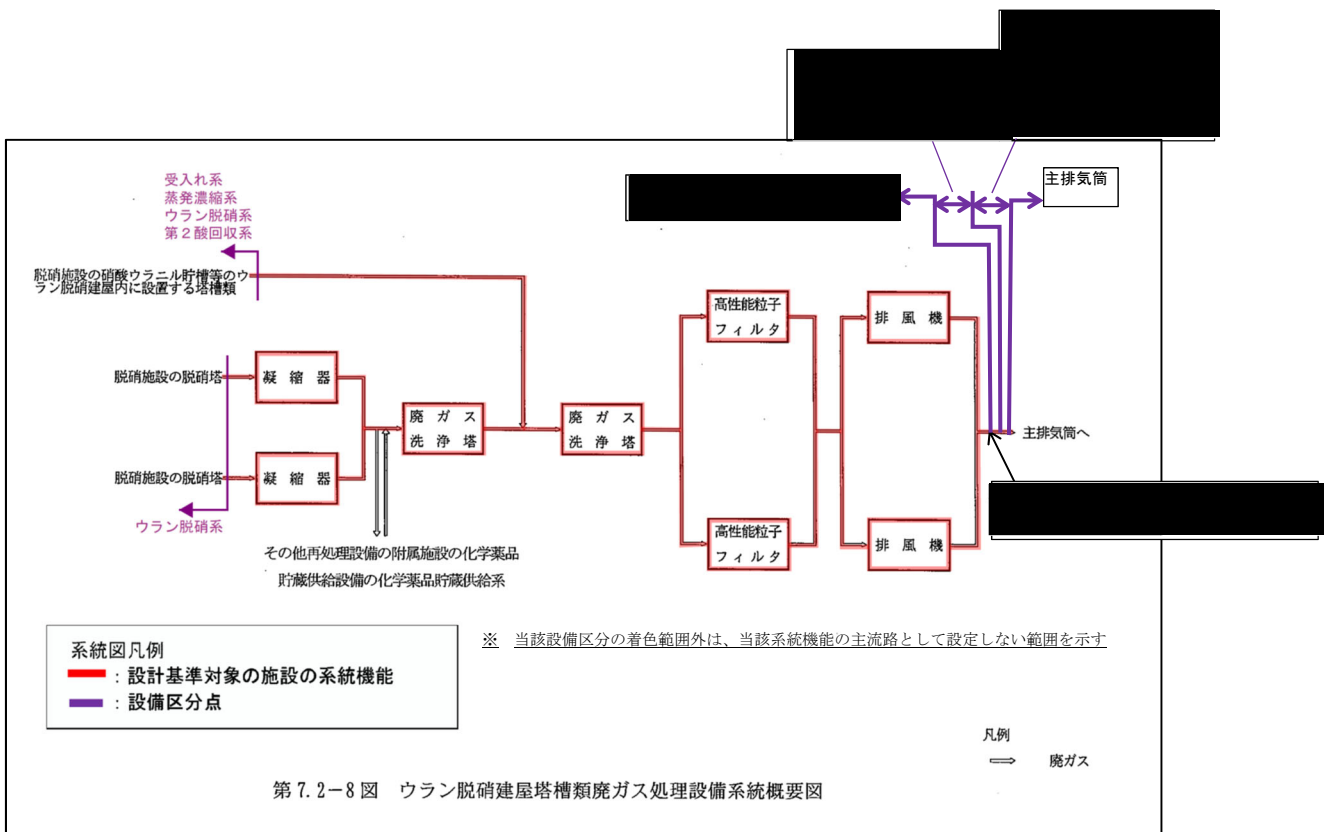 主排気筒
受入れ系
蒸発濃縮系
ウラン脱硝系
第2酸回収系
脱硝施設の硝酸ウラニル貯槽等のウ
ラン脱硝建屋内に設置する塔槽類
高性能粒子
フィルタ
排風機
脱硝施設の脱硝塔
凝縮器
廃ガス
洗浄塔
廃ガス
洗浄塔
主排気筒へ
脱硝施設の脱硝塔
凝縮器
ウラン脱硝系
高性能粒子
フィルタ
排風機
その他再処理設備の附属施設の化学薬品
貯蔵供給設備の化学薬品貯蔵供給系
※ 当該設備区分の着色範囲外は、当該系統機能の主流路として設定しない範囲を示す
系統図凡例
:設計基準対象の施設の系統機能
:設備区分点
凡例
廃ガス
第7.2-8図 ウラン脱硝建屋塔槽類廃ガス処理設備系統概要図